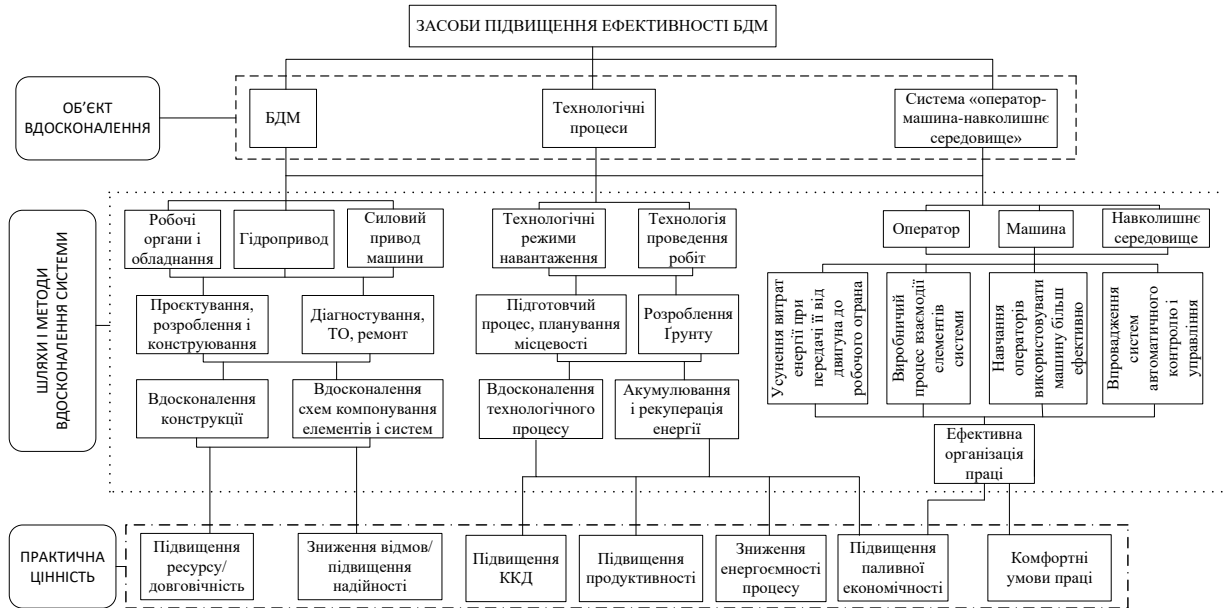 ЗАСОБИ ПІДВИЩЕННЯ ЕФЕКТИВНОСТІ БДМ
ОБ’ЄКТ
ВДОСКОНАЛЕННЯ
БДМ
Технологічні
процеси
Система «оператор-
машина-навколишнє
середовище»
ШЛЯХИ І МЕТОДИ
ВДОСКОНАЛЕННЯ СИСТЕМИ
Робочі
органи і
обладнання
Гідропривод
Силовий
привод
машини
Технологічні
режими
навантаження
Технологія
проведення
робіт
Оператор
Машина
Навколишнє
середовище
Проєктування,
розроблення і
конструювання
Діагностування,
ТО, ремонт
Підготовчий
процес, планування
місцевості
Розроблення
Ґрунту
Усунення витрат
енергії при
передачі її від
двигуна до
робочогоограна
Виробничий
процес взаємодії
елементів
системи
Навчання
операторів
використовувати
машину більш
ефективно
Впровадження
систем
автоматичного
контролю і
управління
Вдосконалення
конструкції
Вдосконалення
схем компонування
елементів і систем
Вдосконалення
технологічного
процесу
Акумулювання
і рекуперація
енергії
Ефективна
організація
праці
ПРАКТИЧНА
ЦІННІСТЬ
Підвищення
ресурсу/
довговічність
Зниження відмов/
підвищення
надійності
Підвищення
ККД
Підвищення
продуктивності
Зниження
енергоємності
процесу
Підвищення
паливної
економічності
Комфортні
умови праці